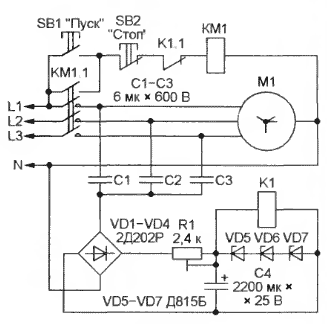 SB1 "Пуск"
SB2
"Стоп"
K1.1
KM1
KM1.1
C1–C3
6 мк × 600 В
M1
L1
L2
L3
N
C1
C2
C3
VD1–VD4
2Д202Р
R1
2,4 к
K1
VD5
VD6
VD7
+
C4
2200 мк ×
× 25 В
VD5–VD7 Д815Б